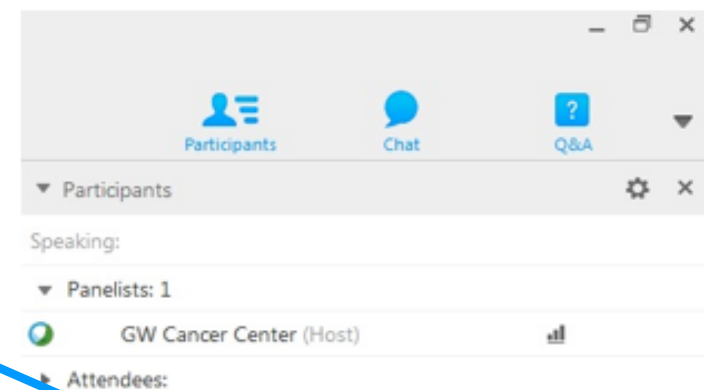 Participants Chat Q&A
Participants
Speaking:
Panelists: 1
GW Cancer Center (Host)
Attendees: